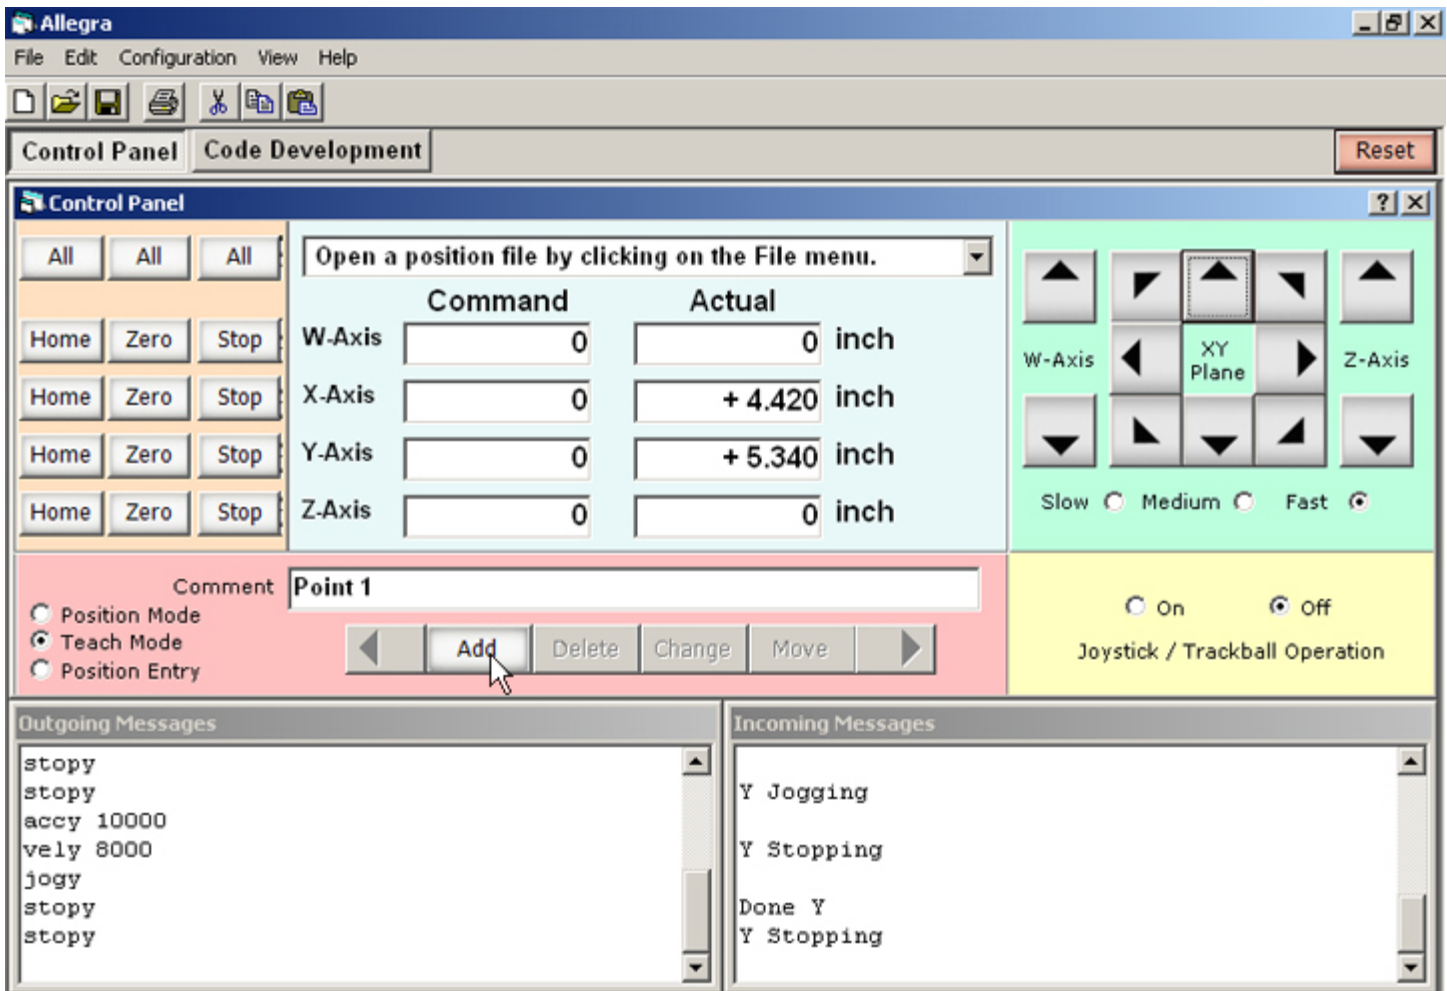 Allegra
File Edit Configuration View Help
Control Panel Code Development Reset
Control Panel
All All All Open a position file by clicking on the File menu.
Command Actual
Home Zero Stop W-Axis 0 0 inch
Home Zero Stop X-Axis 0 + 4.420 inch
Home Zero Stop Y-Axis 0 + 5.340 inch
Home Zero Stop Z-Axis 0 0 inch
W-Axis XY Plane Z-Axis
Slow Medium Fast
Comment Point 1
Position Mode
Teach Mode
Position Entry
Add Delete Change Move
On Off
Joystick / Trackball Operation
Outgoing Messages
stopy
stopy
accy 10000
vely 8000
jogy
stopy
stopy
Incoming Messages
Y Jogging
Y Stopping
Done Y
Y Stopping